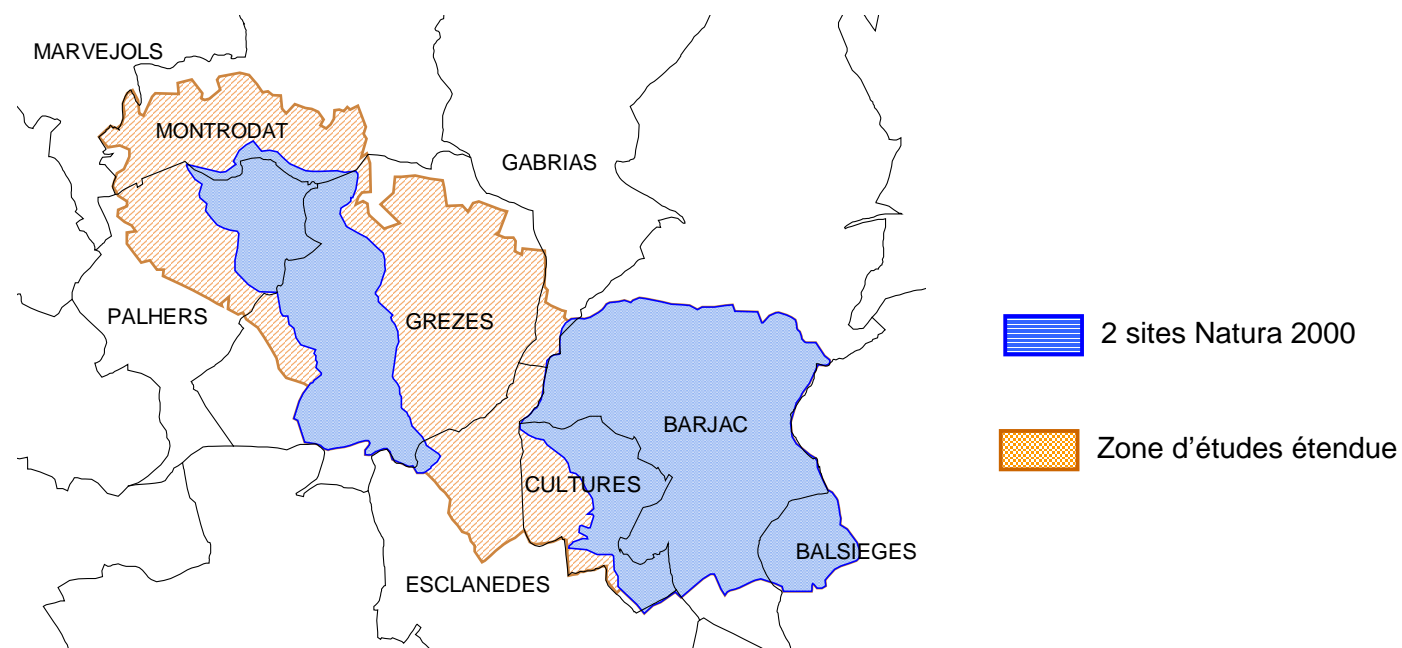 MARVEJOLS
MONTRODAT
GABRIAS
PALHERS
GREZES
2 sites Natura 2000
BARJAC
Zone d'études étendue
CULTURES
BALSIEGES
ESCLANEDES